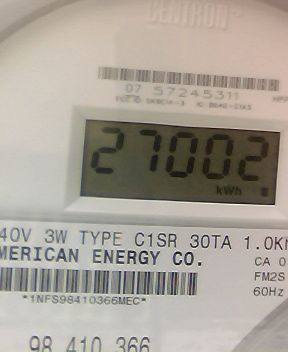 CENTRON
07 57245311
27002
kWh
40V 3W TYPE C1SR 30TA 1.0K
MERICAN ENERGY CO.
CA 0
FM2S
60Hz
*1NFS98410366MEC*
98 410 366